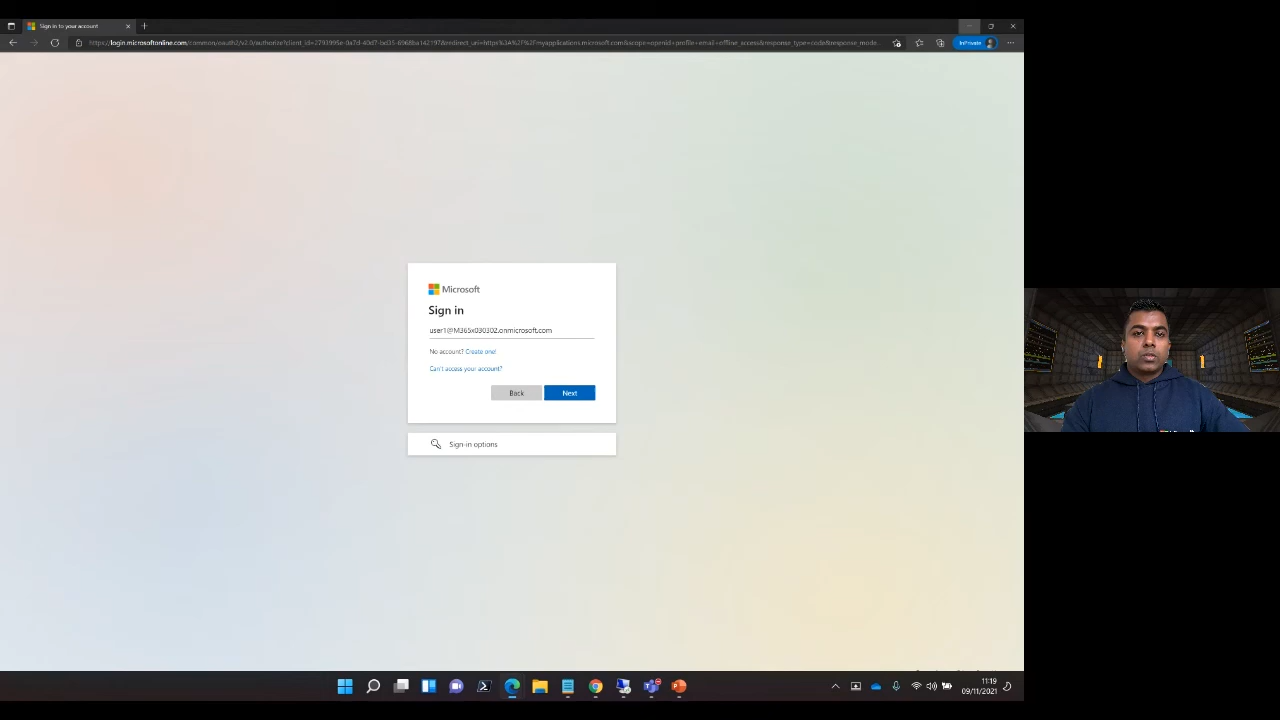 Sign in to your account
InPrivate
Microsoft
Sign in
user1@M365x030302.onmicrosoft.com
No account? Create one!
Can't access your account?
Back
Next
Sign-in options
11:19
09/11/2021